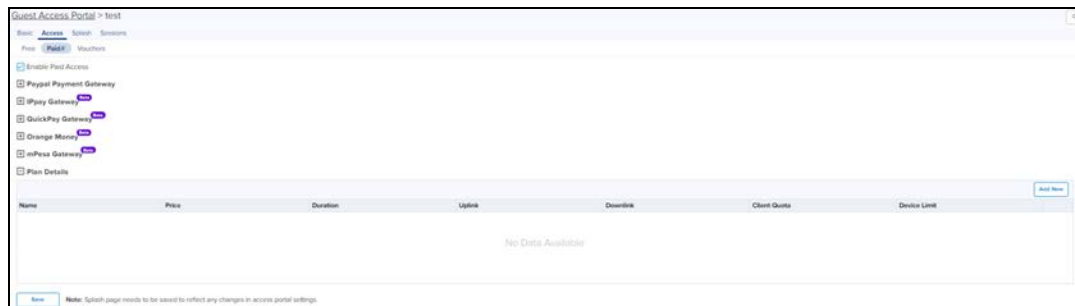 Guest Access Portal > test
Basic Access Splash Sessions
Free Paid Vouchers
Enable Paid Access
Paypal Payment Gateway
IPpay Gateway Beta
QuickPay Gateway Beta
Orange Money Beta
mPesa Gateway Beta
Plan Details
Add New
Name Price Duration Uplink Downlink Client Quota Device Limit
No Data Available
Save Note: Splash page needs to be saved to reflect any changes in access portal settings